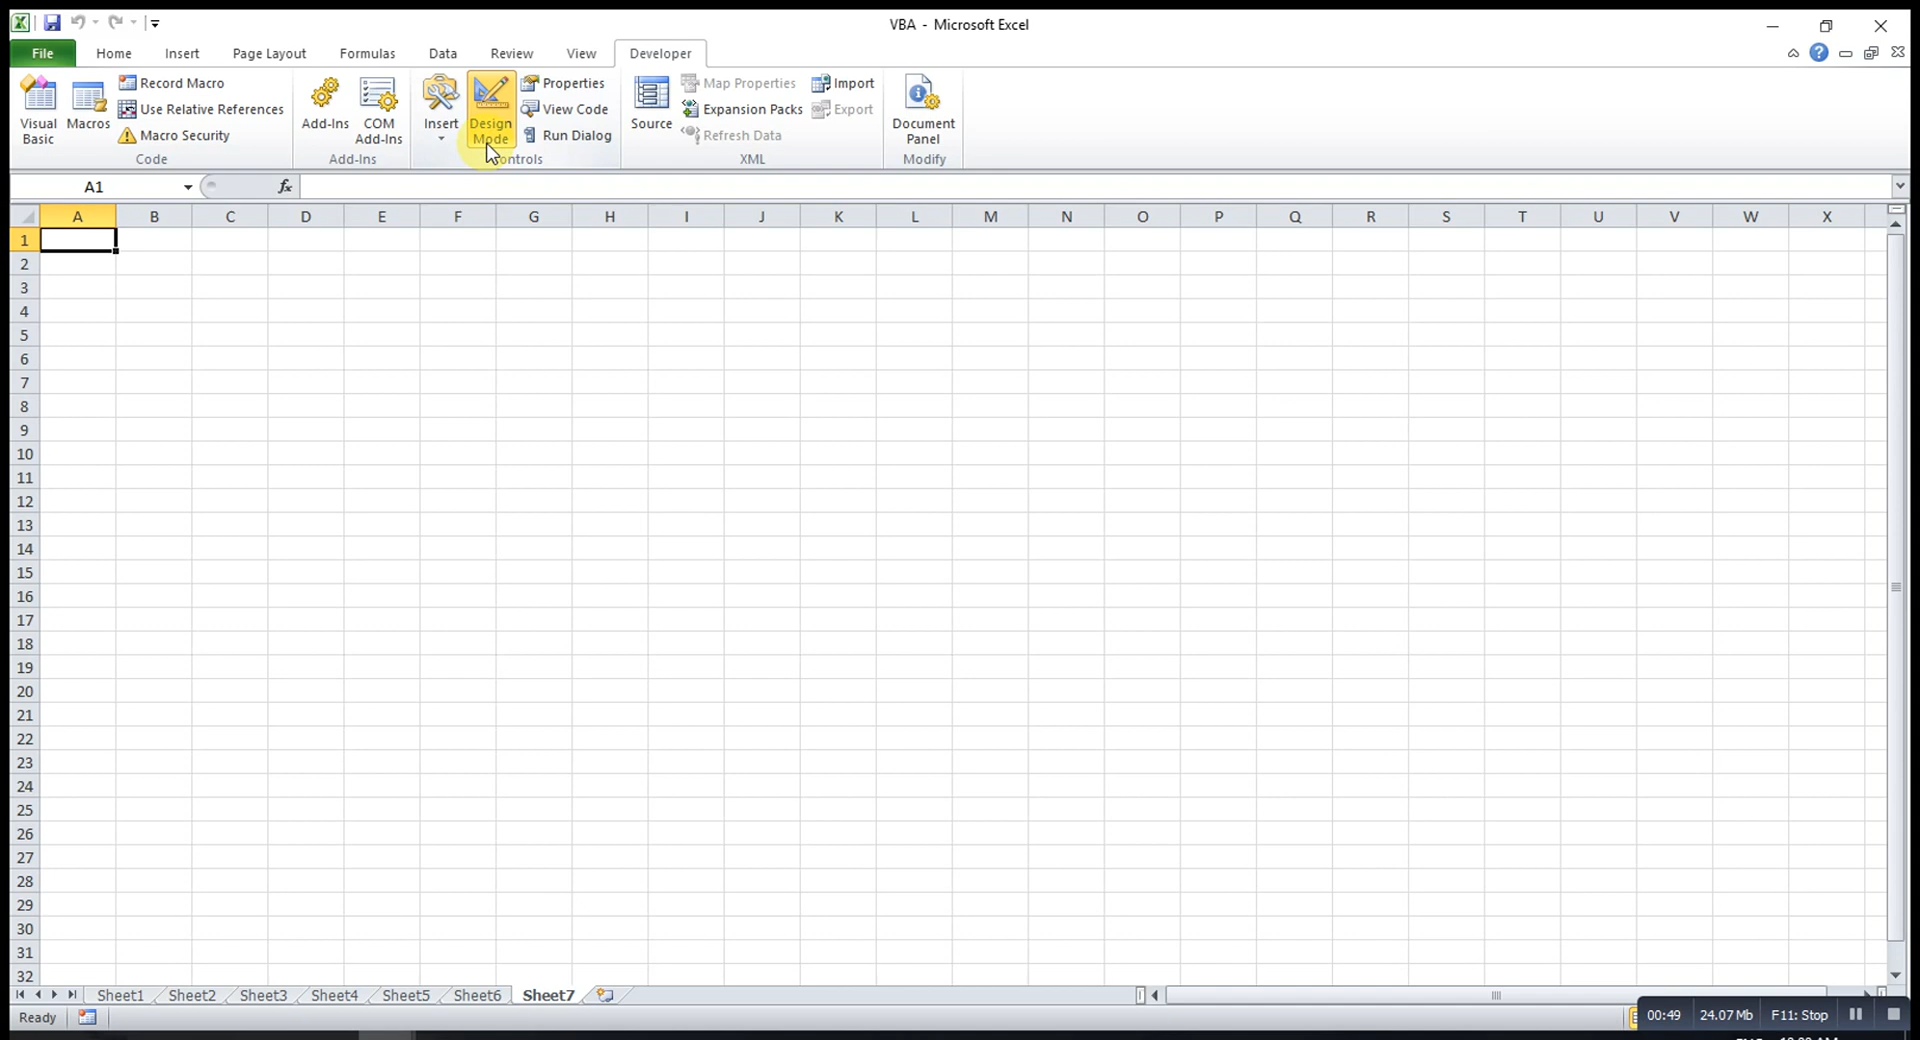 VBA - Microsoft Excel
File Home Insert Page Layout Formulas Data Review View Developer
Visual Basic
Macros
Record Macro
Use Relative References
Macro Security
Code
Add-Ins
COM Add-Ins
Add-Ins
Insert
Design Mode
Properties
View Code
Run Dialog
Controls
Source
Map Properties
Expansion Packs
Refresh Data
Import
Export
XML
Document Panel
Modify
A1 fx
A B C D E F G H I J K L M N O P Q R S T U V W X
1
2
3
4
5
6
7
8
9
10
11
12
13
14
15
16
17
18
19
20
21
22
23
24
25
26
27
28
29
30
31
32
Sheet1 Sheet2 Sheet3 Sheet4 Sheet5 Sheet6 Sheet7
Ready
00:49 24.07 Mb F11: Stop